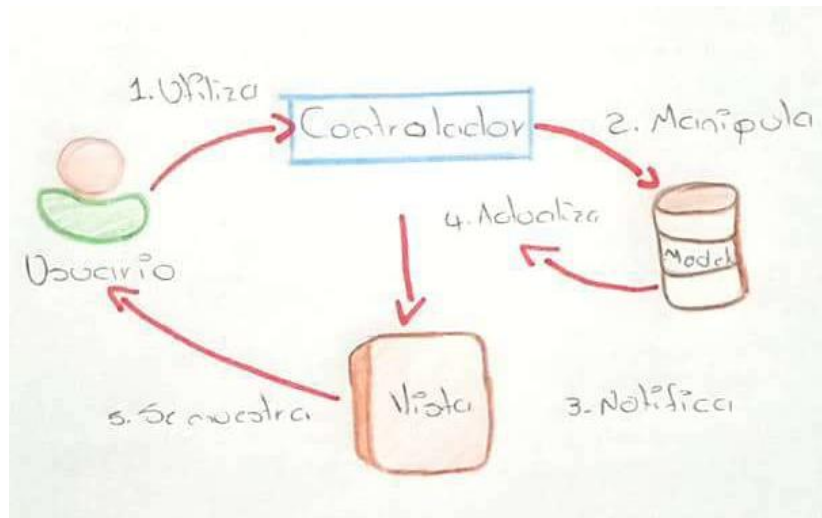 1. Utiliza
Controlador
2. Manipula
4. Actualiza
Model
Usuario
Vista
3. Notifica
5. Se muestra